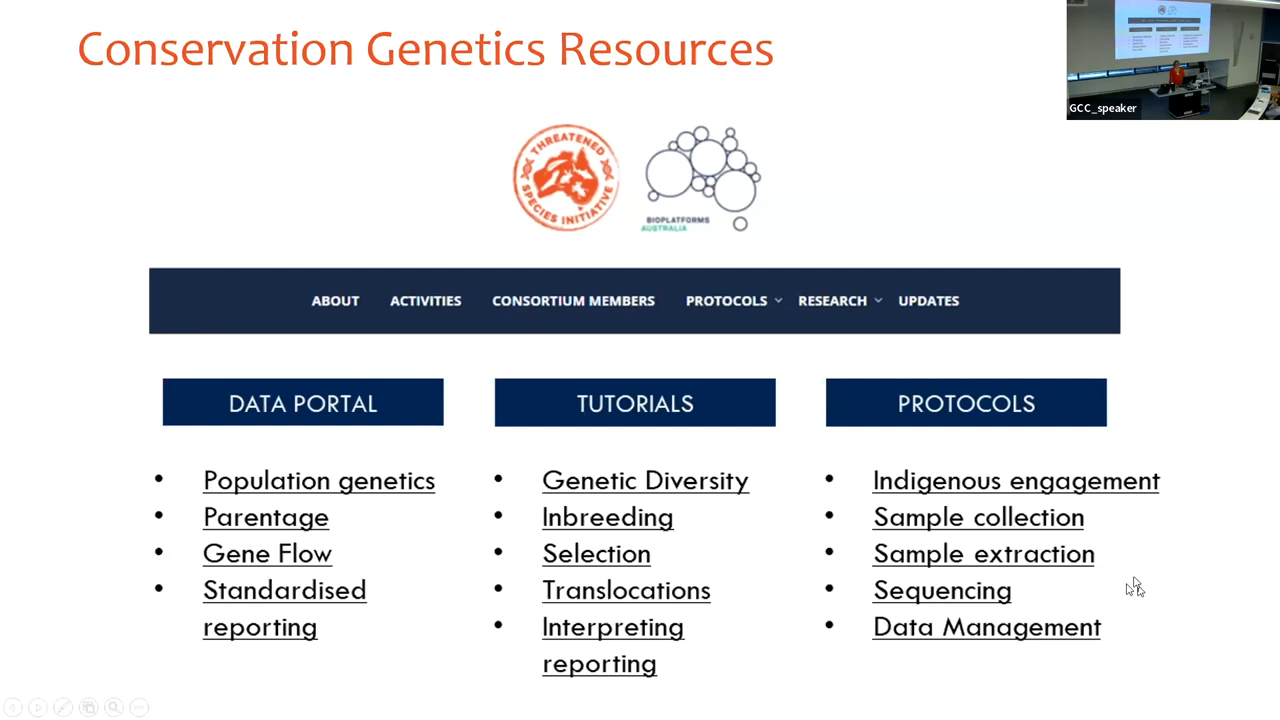 Conservation Genetics Resources
GCC_speaker
THREATENED
SPECIES INITIATIVE
BIOPLATFORMS
AUSTRALIA
ABOUT ACTIVITIES CONSORTIUM MEMBERS PROTOCOLS RESEARCH UPDATES
DATA PORTAL
• Population genetics
• Parentage
• Gene Flow
• Standardised
reporting
TUTORIALS
• Genetic Diversity
• Inbreeding
• Selection
• Translocations
• Interpreting
reporting
PROTOCOLS
• Indigenous engagement
• Sample collection
• Sample extraction
• Sequencing
• Data Management